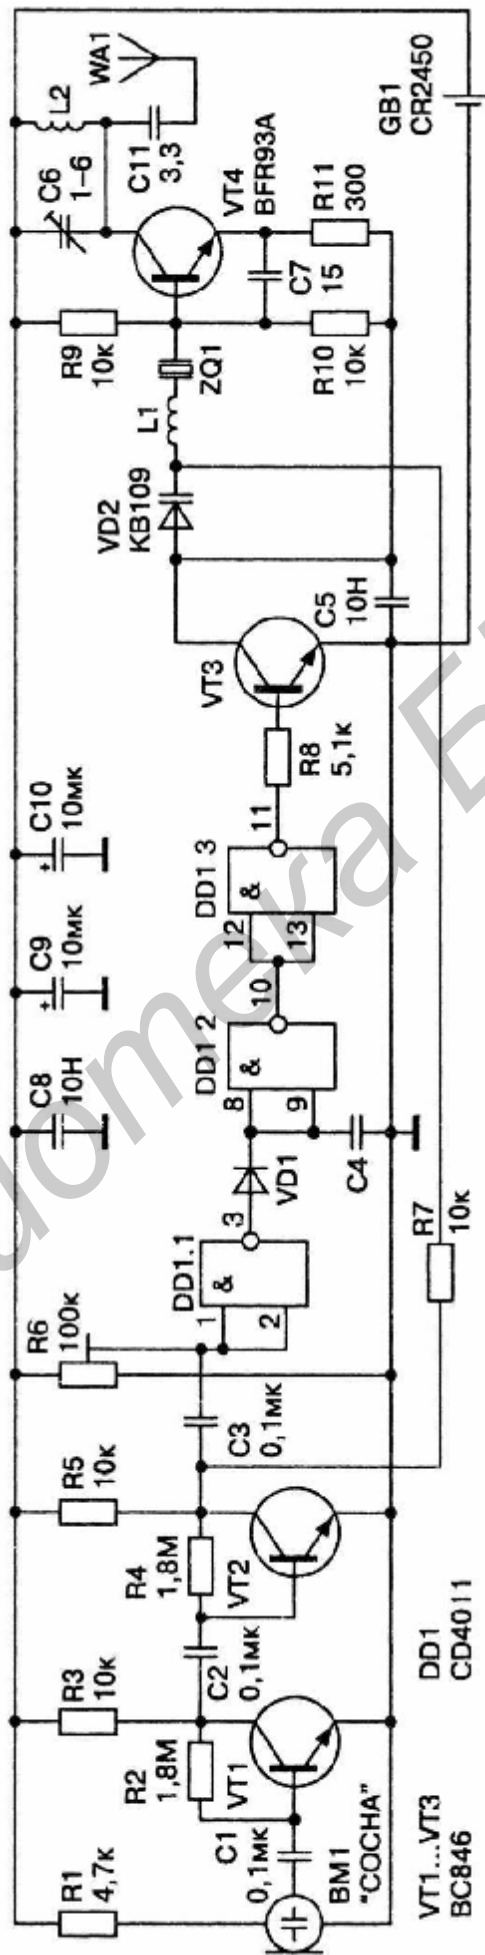 R1
4,7к
BM1
"СОСНА"
C1
0,1мк
R2
1,8М
VT1
R3
10к
C2
0,1мк
R4
1,8М
VT2
R5
10к
C3
0,1мк
R6
100к
DD1.1
&
1
2
3
VD1
C4
R7
10к
C8
10Н
DD1 2
&
8
9
10
C9
+
10мк
DD1 3
&
12
13
11
C10
+
10мк
R8
5,1к
VT3
C5
10Н
VD2
КВ109
L1
ZQ1
R9
10к
R10
10к
C6
1–6
L2
C11
3,3
WA1
VT4
BFR93A
C7
15
R11
300
GB1
CR2450
VT1...VT3
BC846
DD1
CD4011